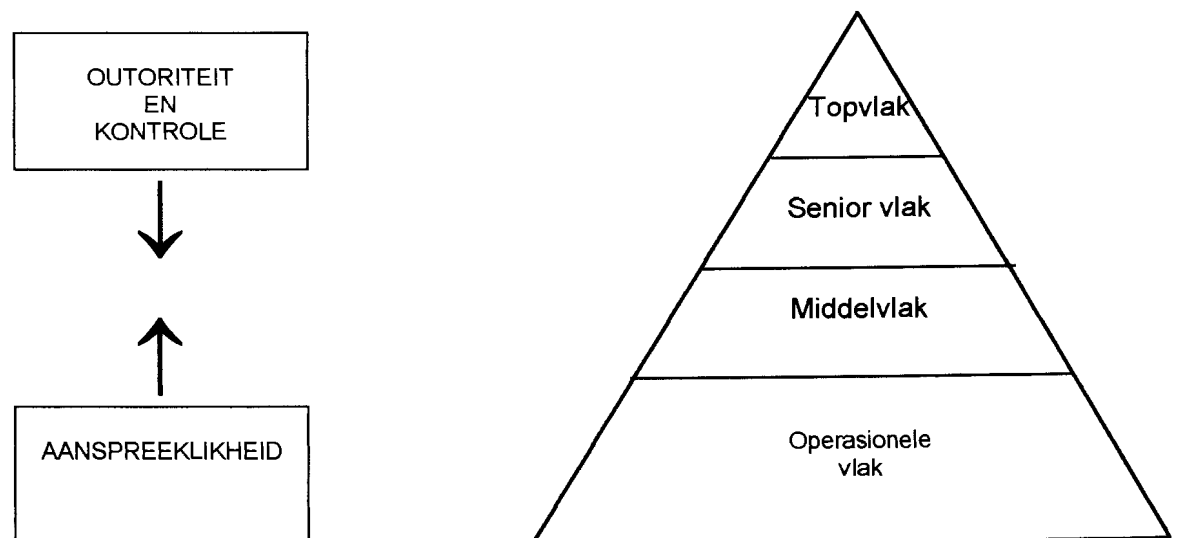 OUTORITEIT
EN
KONTROLE
AANSPREEKLIKHEID
Topvlak
Senior vlak
Middelvlak
Operasionele
vlak